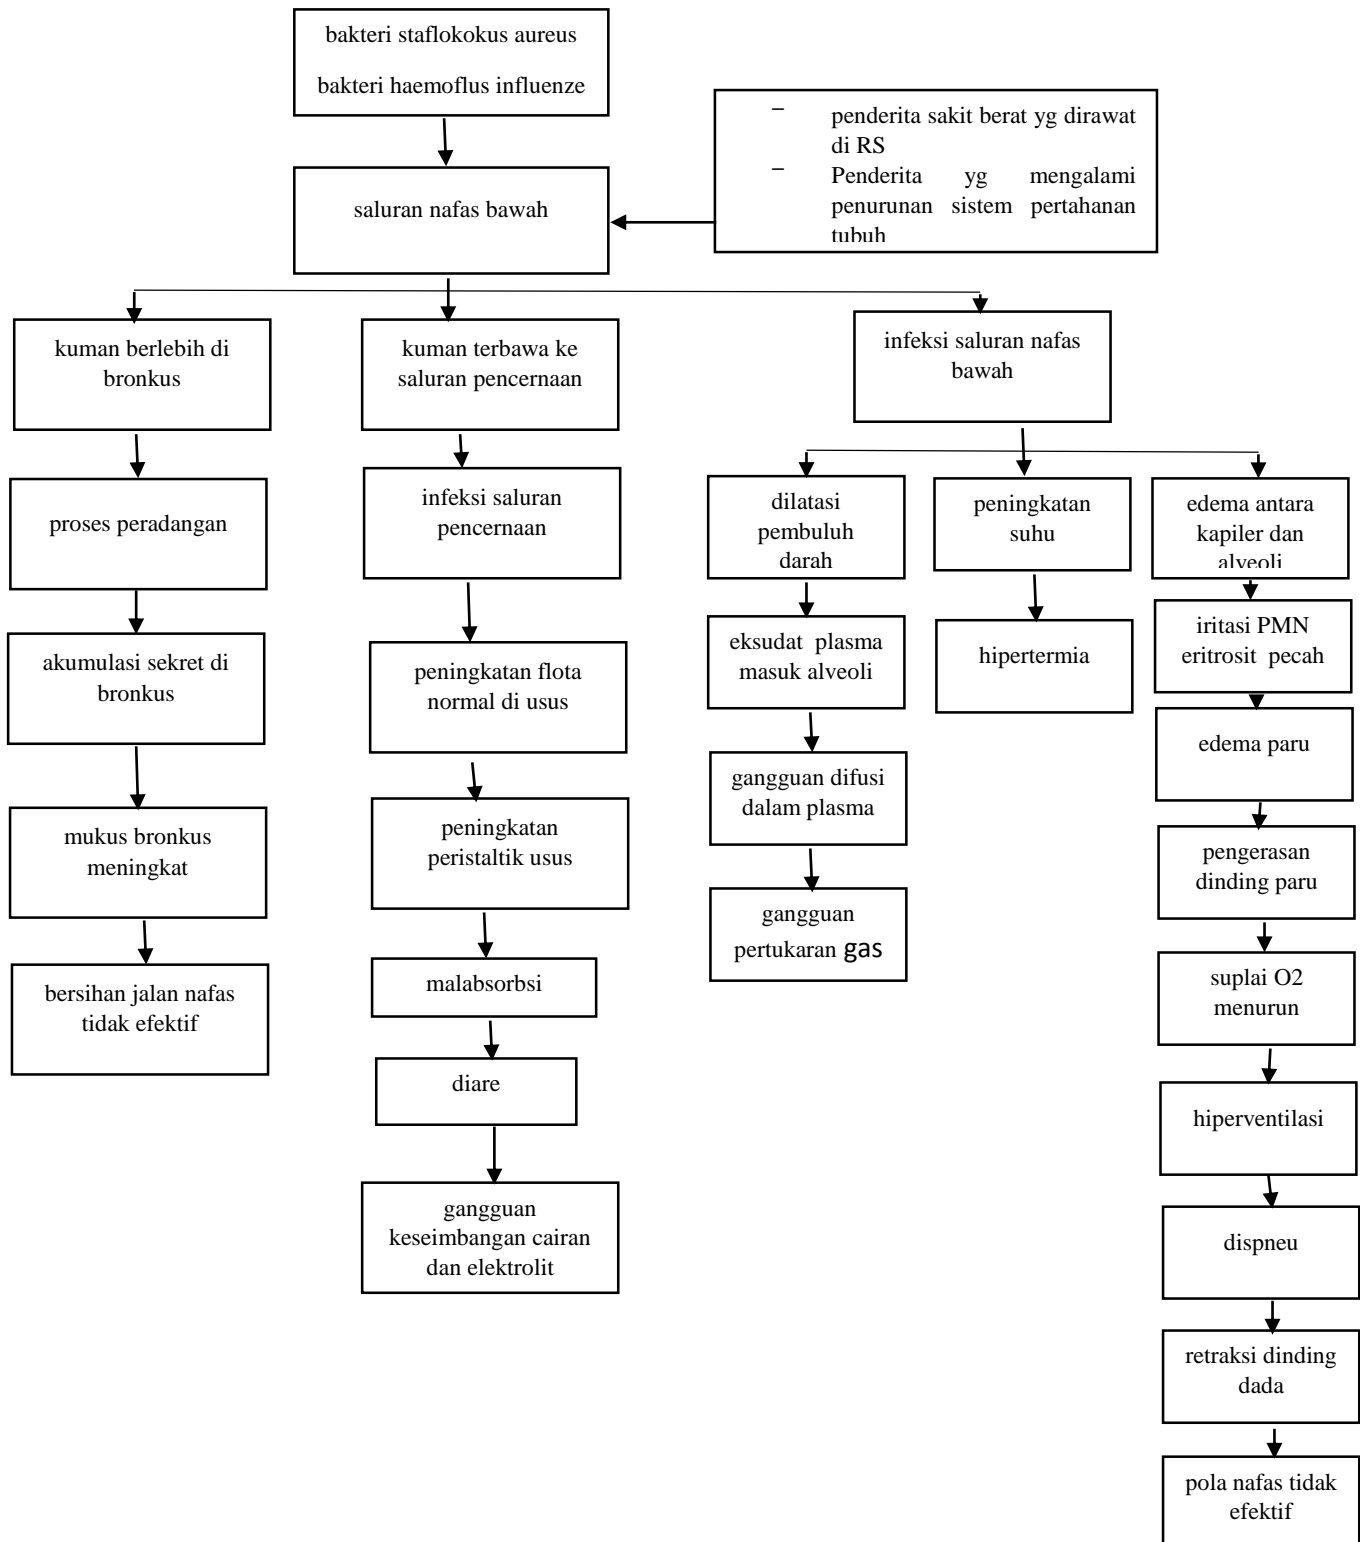 bakteri staflokokus aureus
bakteri haemoflus influenze
– penderita sakit berat yg dirawat
di RS
– Penderita yg mengalami
penurunan sistem pertahanan
tubuh
saluran nafas bawah
kuman berlebih di
bronkus
kuman terbawa ke
saluran pencernaan
infeksi saluran nafas
bawah
proses peradangan
infeksi saluran
pencernaan
dilatasi
pembuluh
darah
peningkatan
suhu
edema antara
kapiler dan
alveoli
akumulasi sekret di
bronkus
peningkatan flota
normal di usus
eksudat plasma
masuk alveoli
hipertermia
iritasi PMN
eritrosit pecah
edema paru
mukus bronkus
meningkat
peningkatan
peristaltik usus
gangguan difusi
dalam plasma
pengerasan
dinding paru
gangguan
pertukaran gas
bersihan jalan nafas
tidak efektif
malabsorbsi
suplai O2
menurun
diare
hiperventilasi
gangguan
keseimbangan cairan
dan elektrolit
dispneu
retraksi dinding
dada
pola nafas tidak
efektif